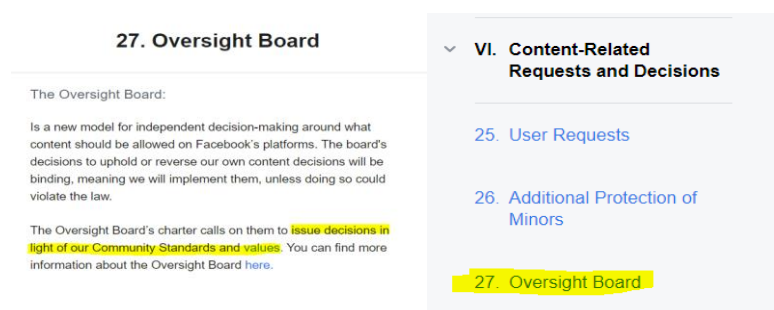 27. Oversight Board
The Oversight Board:
Is a new model for independent decision-making around what
content should be allowed on Facebook's platforms. The board's
decisions to uphold or reverse our own content decisions will be
binding, meaning we will implement them, unless doing so could
violate the law.
The Oversight Board's charter calls on them to issue decisions in
light of our Community Standards and values. You can find more
information about the Oversight Board here.
VI. Content-Related
Requests and Decisions
25. User Requests
26. Additional Protection of
Minors
27. Oversight Board